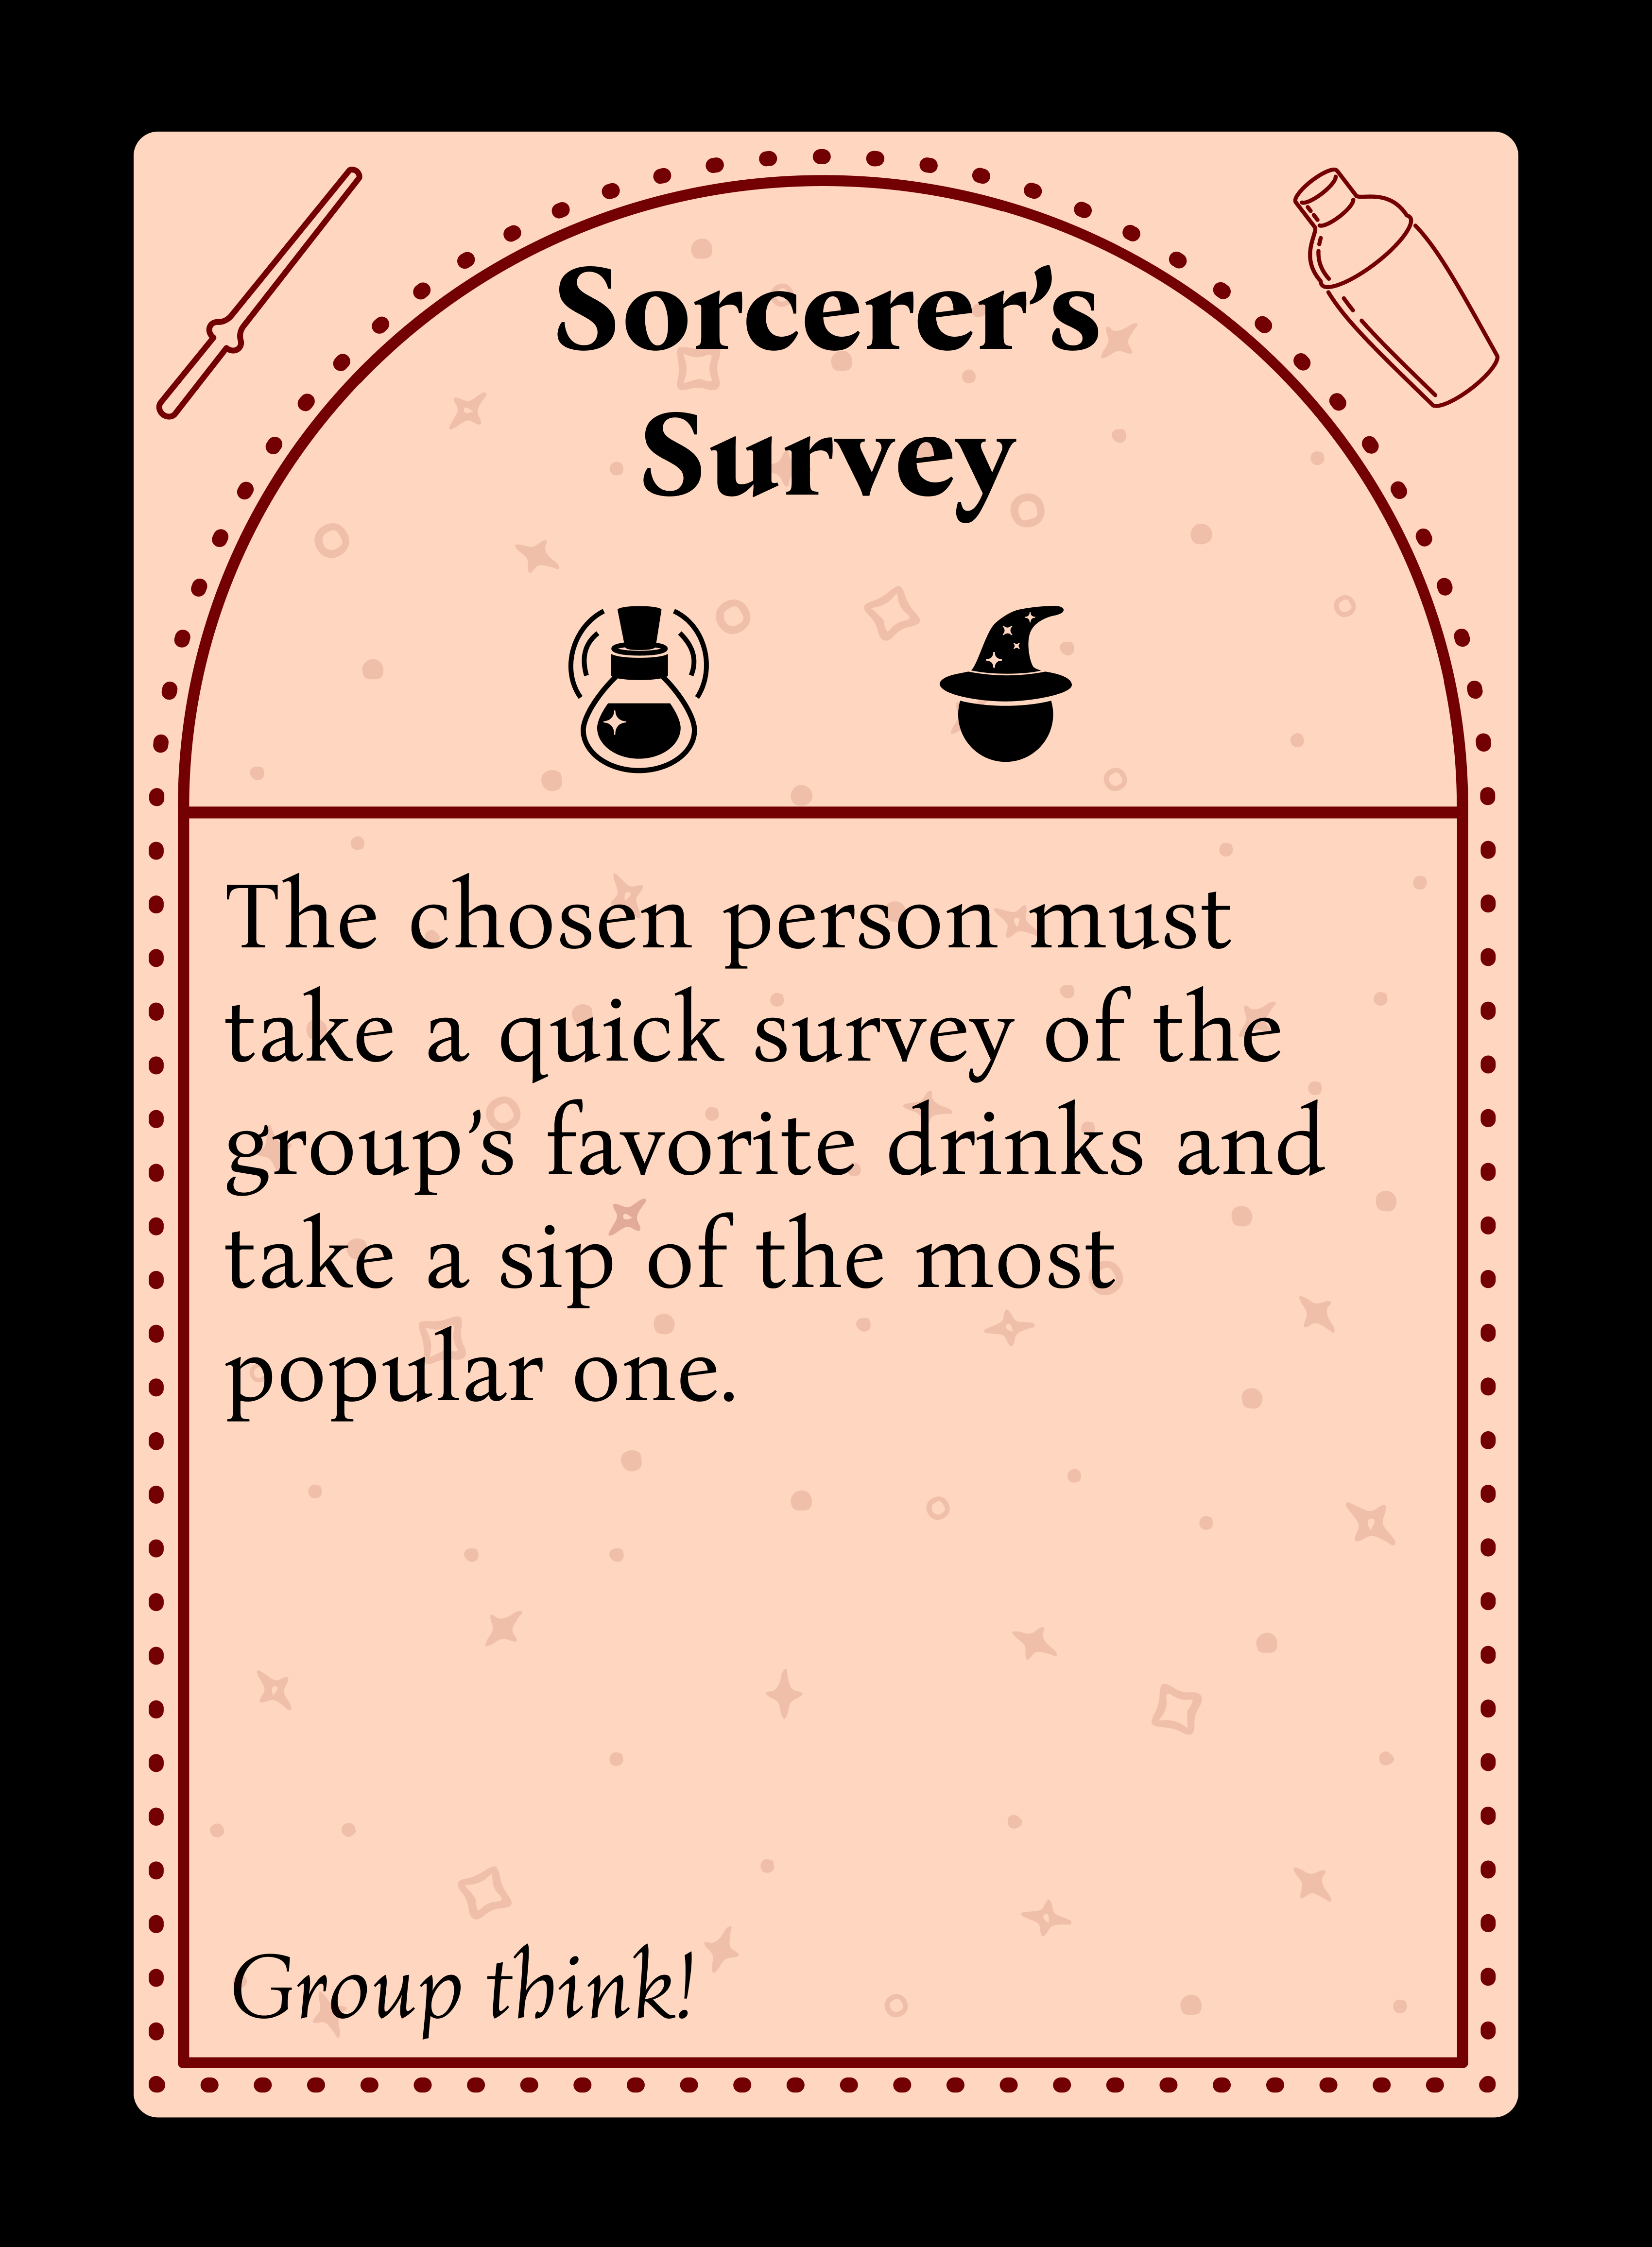 Sorcerer’s
Survey
The chosen person must
take a quick survey of the
group’s favorite drinks and
take a sip of the most
popular one.
Group think!